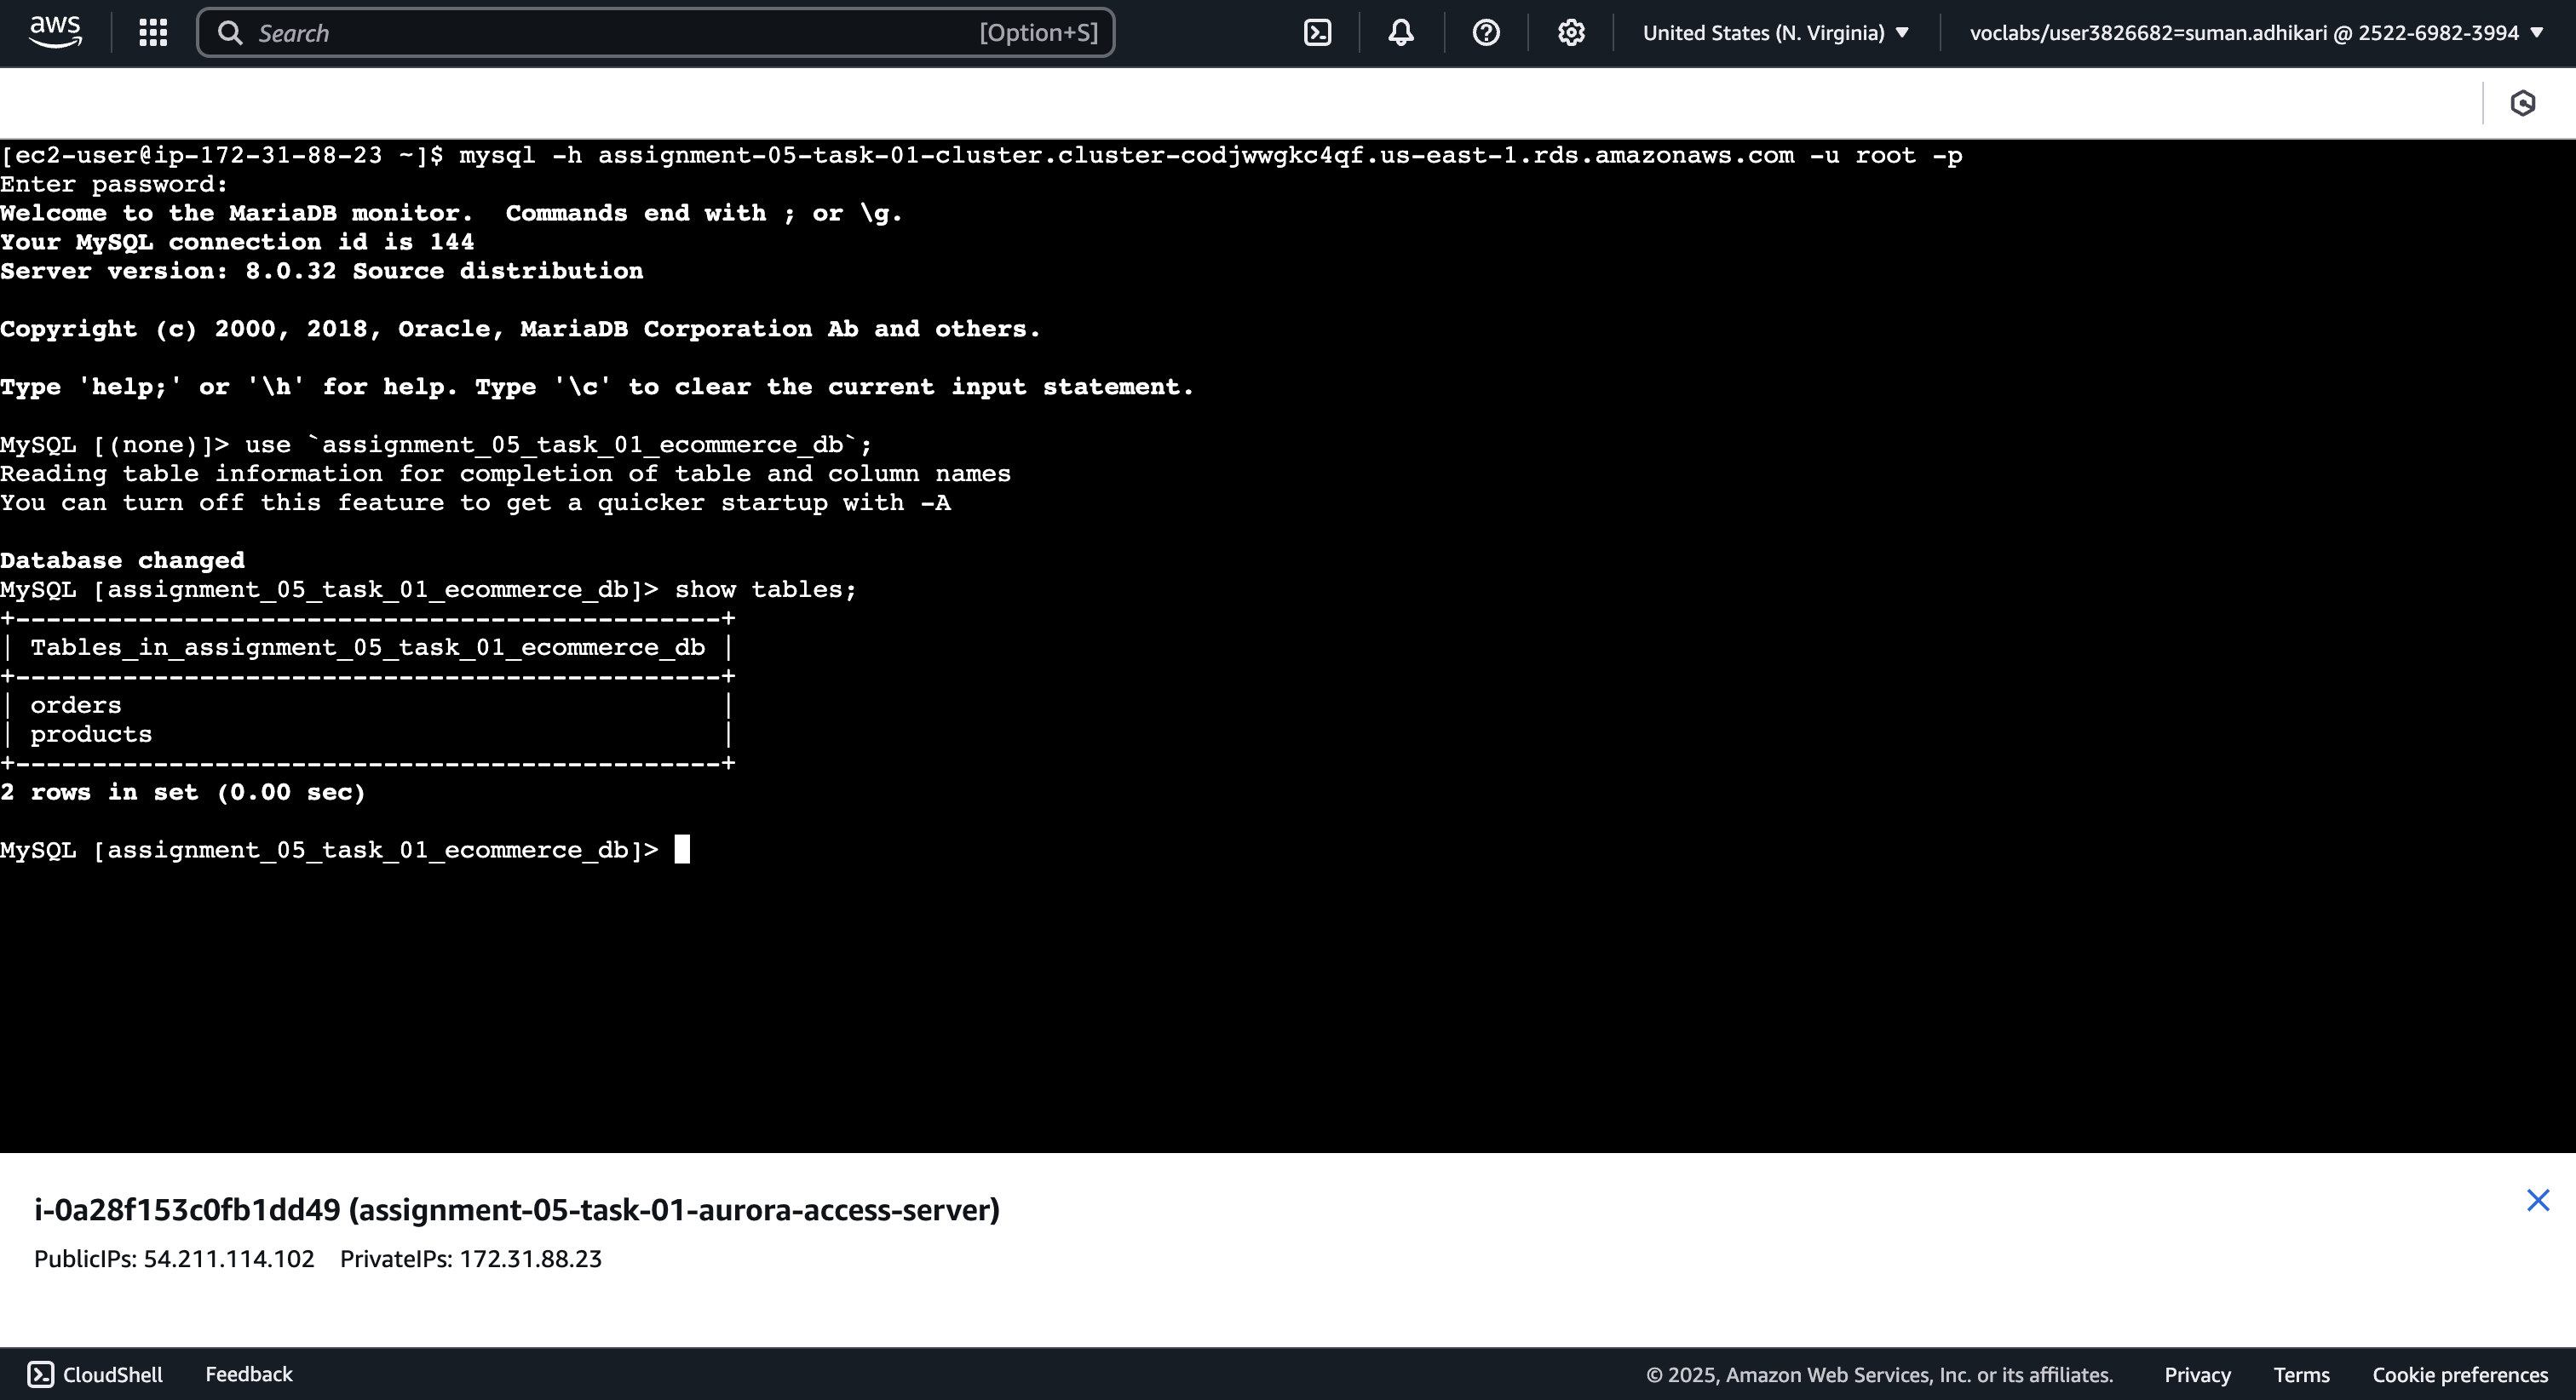 aws
Search [Option+S]
United States (N. Virginia)
voclabs/user3826682=suman.adhikari @ 2522-6982-3994
[ec2-user@ip-172-31-88-23 ~]$ mysql -h assignment-05-task-01-cluster.cluster-codjwwgkc4qf.us-east-1.rds.amazonaws.com -u root -p
Enter password:
Welcome to the MariaDB monitor.  Commands end with ; or \g.
Your MySQL connection id is 144
Server version: 8.0.32 Source distribution
Copyright (c) 2000, 2018, Oracle, MariaDB Corporation Ab and others.
Type 'help;' or '\h' for help. Type '\c' to clear the current input statement.
MySQL [(none)]> use `assignment_05_task_01_ecommerce_db`;
Reading table information for completion of table and column names
You can turn off this feature to get a quicker startup with -A
Database changed
MySQL [assignment_05_task_01_ecommerce_db]> show tables;
+----------------------------------------------+
| Tables_in_assignment_05_task_01_ecommerce_db |
+----------------------------------------------+
| orders                                       |
| products                                     |
+----------------------------------------------+
2 rows in set (0.00 sec)
MySQL [assignment_05_task_01_ecommerce_db]>
i-0a28f153c0fb1dd49 (assignment-05-task-01-aurora-access-server)
PublicIPs: 54.211.114.102 PrivateIPs: 172.31.88.23
CloudShell Feedback
© 2025, Amazon Web Services, Inc. or its affiliates. Privacy Terms Cookie preferences